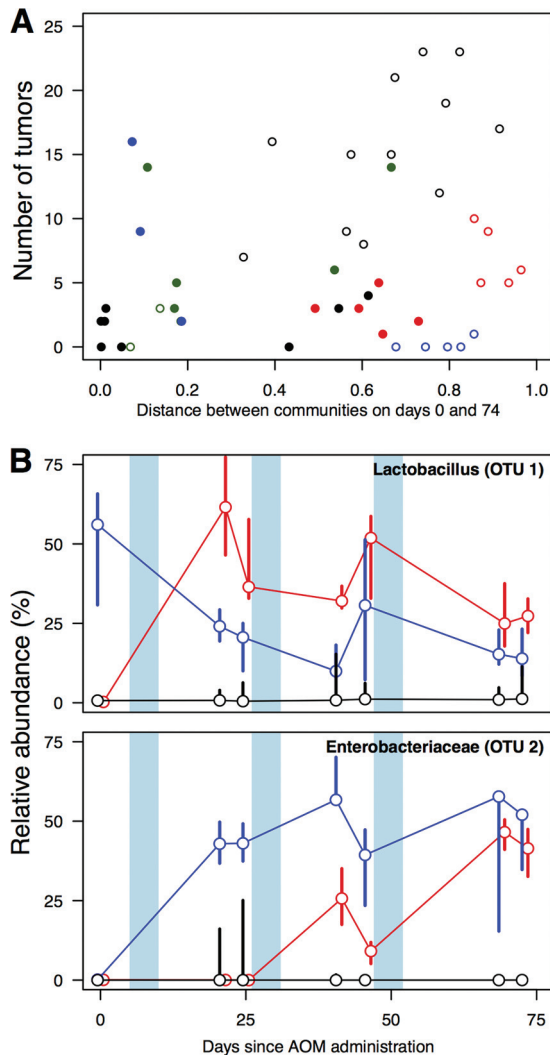 A
Number of tumors
25
20
15
10
5
0
0.0 0.2 0.4 0.6 0.8 1.0
Distance between communities on days 0 and 74
B
Relative abundance (%)
Lactobacillus (OTU 1)
75
50
25
0
Enterobacteriaceae (OTU 2)
75
50
25
0
0 25 50 75
Days since AOM administration